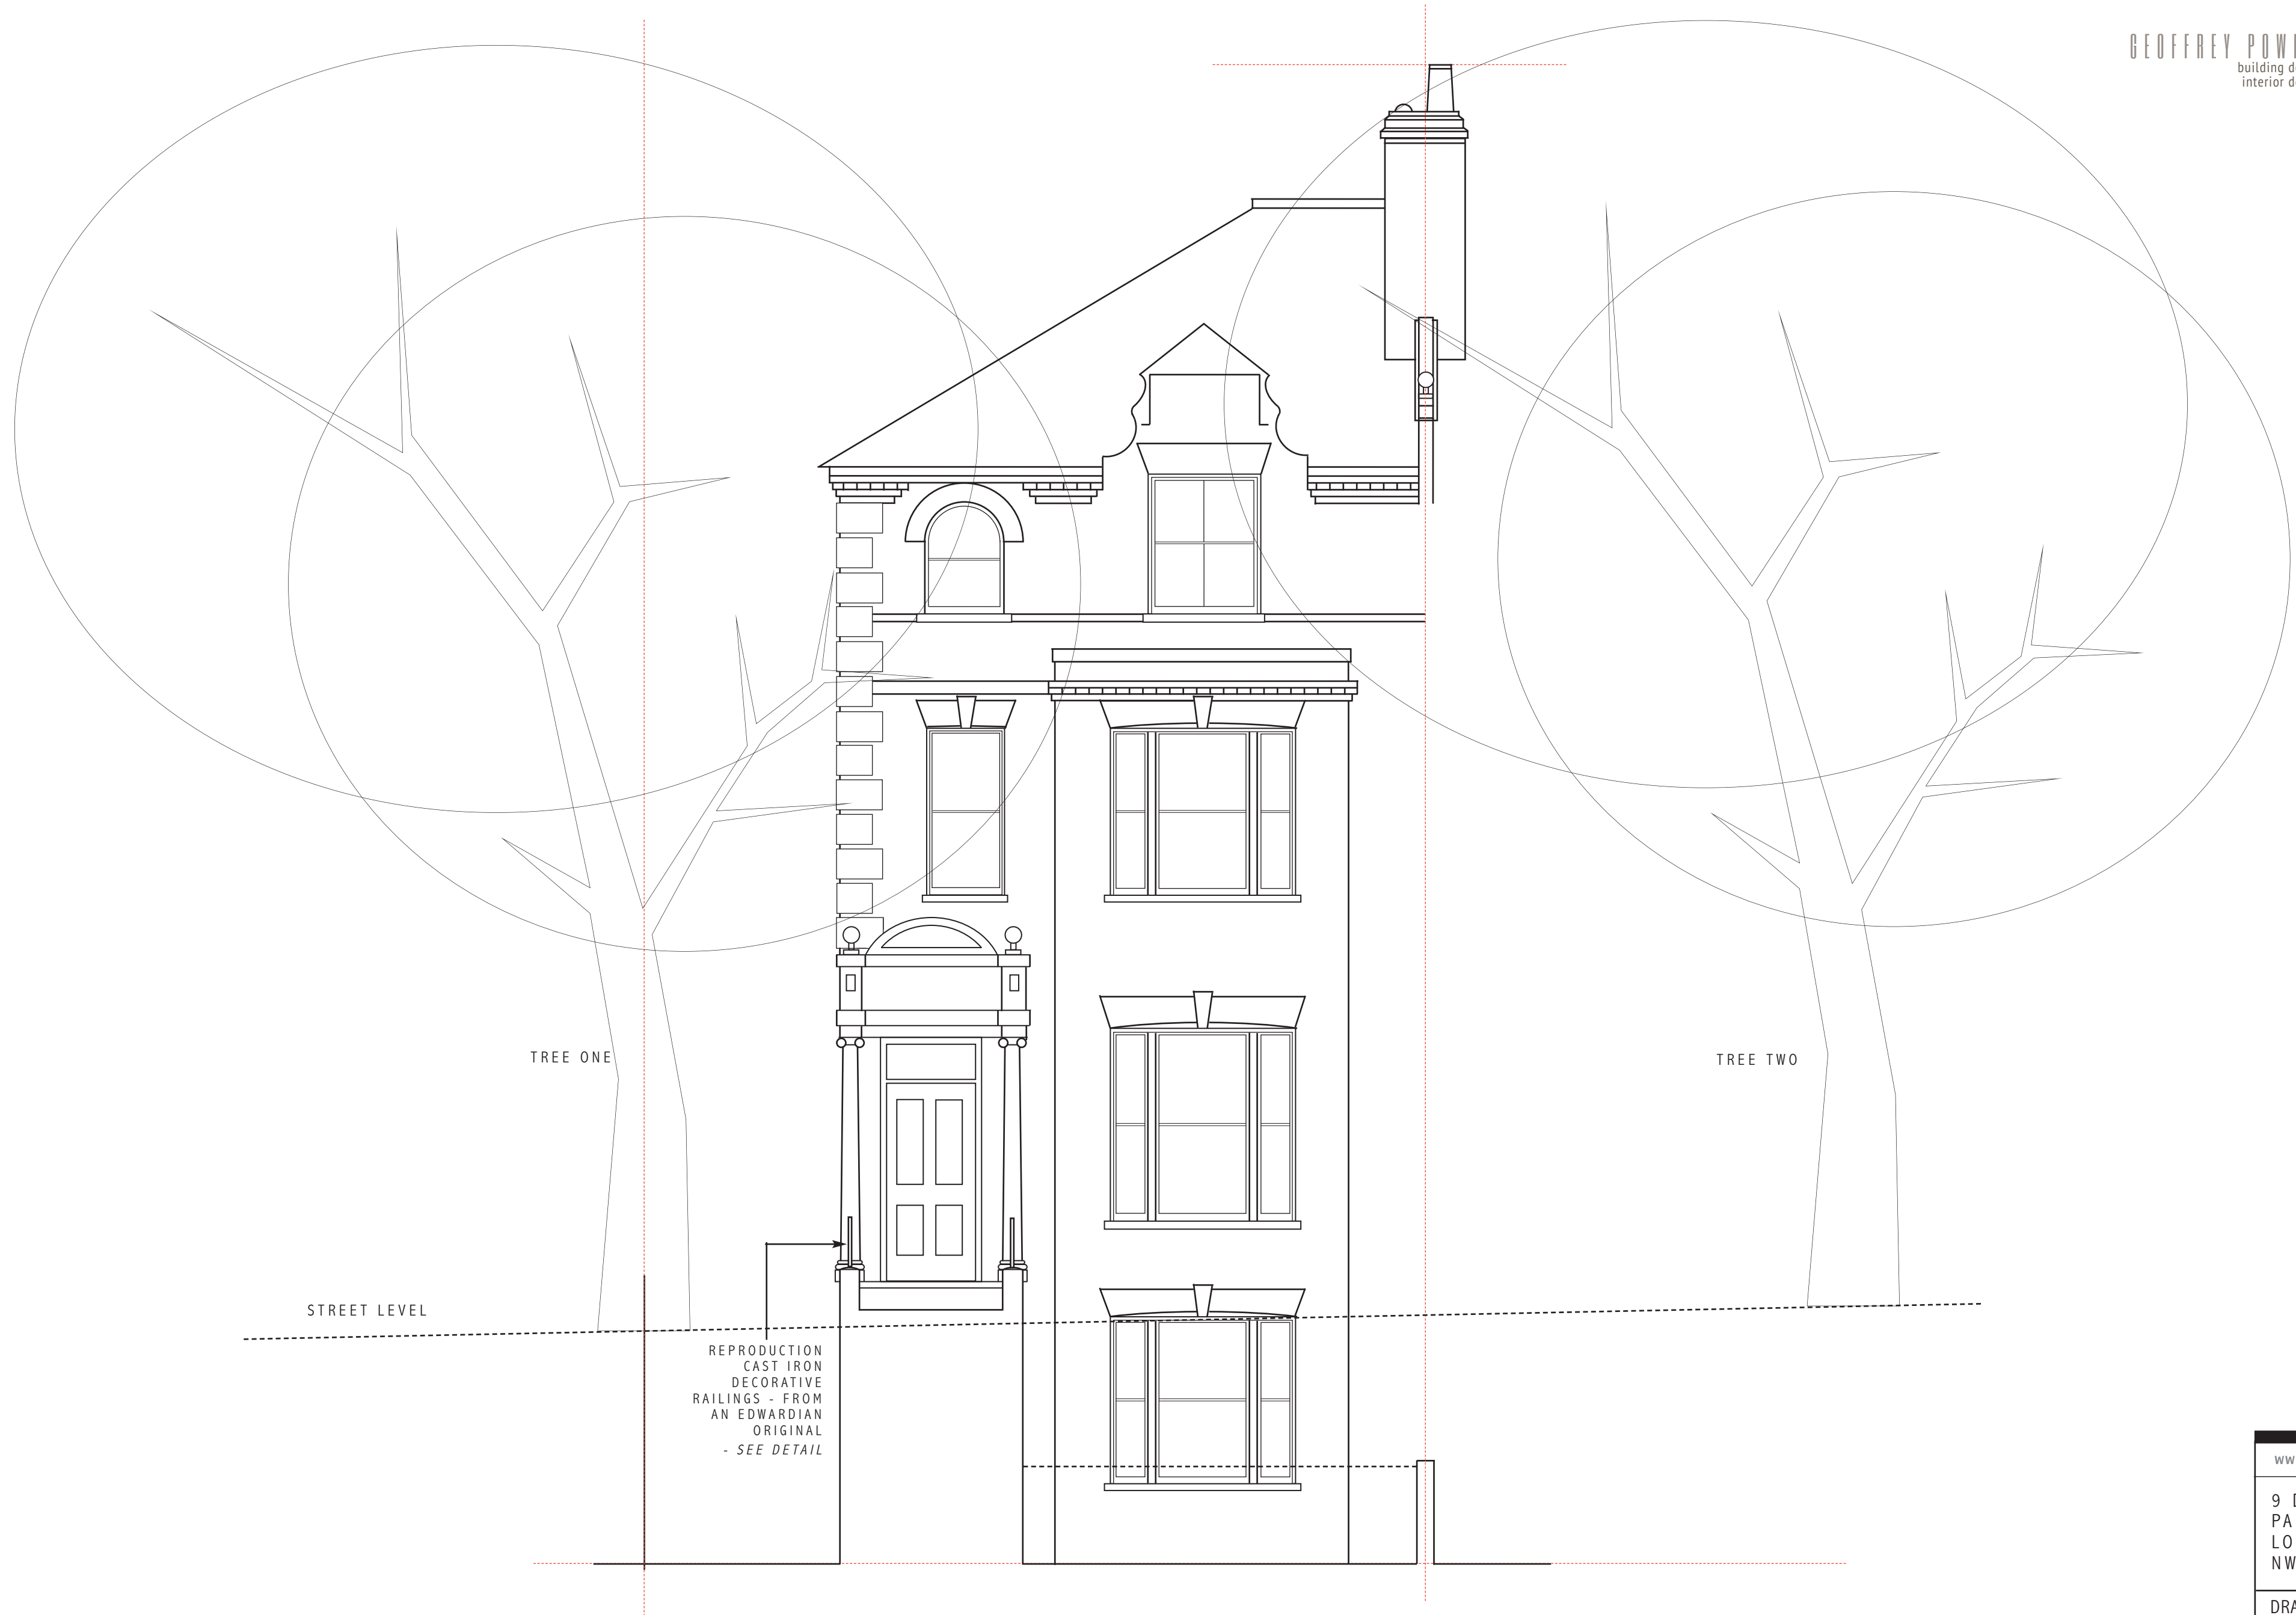 GEOFFREY
building
interior
TREE ONE
TREE TWO
STREET LEVEL
REPRODUCTION
CAST IRON
DECORATIVE
RAILINGS - FROM
AN EDWARDIAN
ORIGINAL
- SEE DETAIL
9